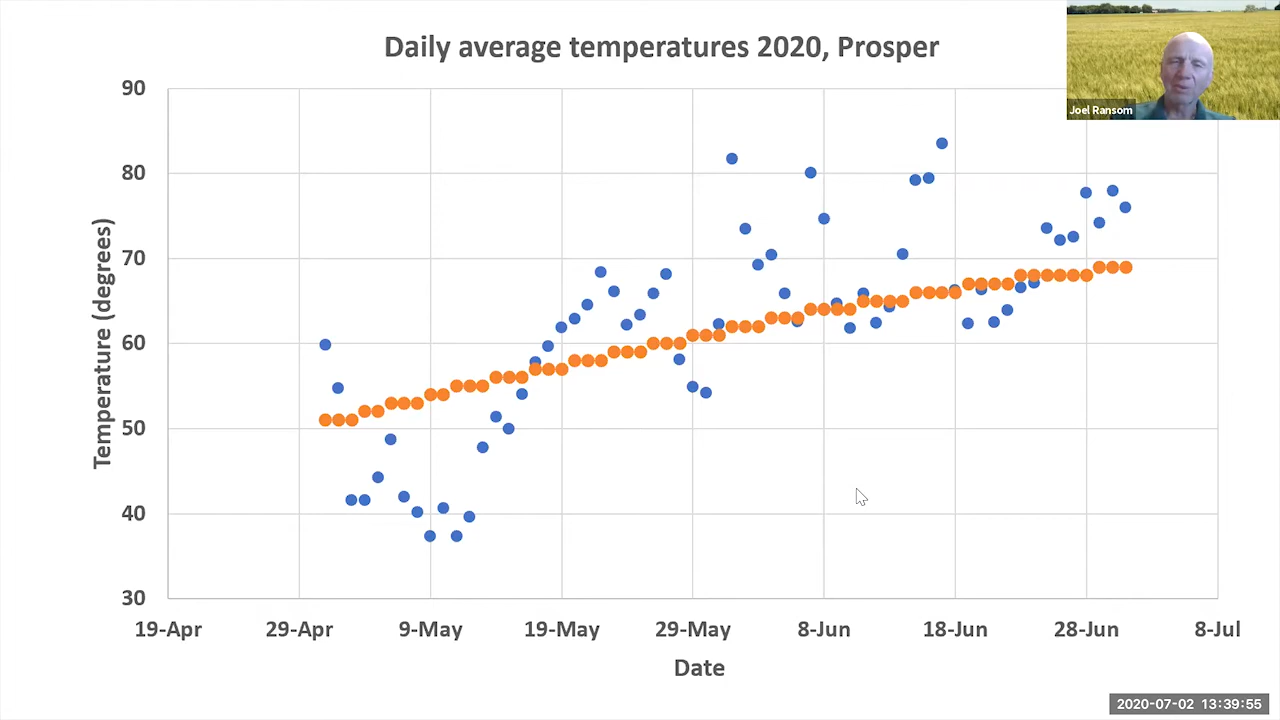 Daily average temperatures 2020, Prosper
Joel Ransom
90
80
70
60
50
40
30
Temperature (degrees)
19-Apr 29-Apr 9-May 19-May 29-May 8-Jun 18-Jun 28-Jun 8-Jul
Date
2020-07-02 13:39:55